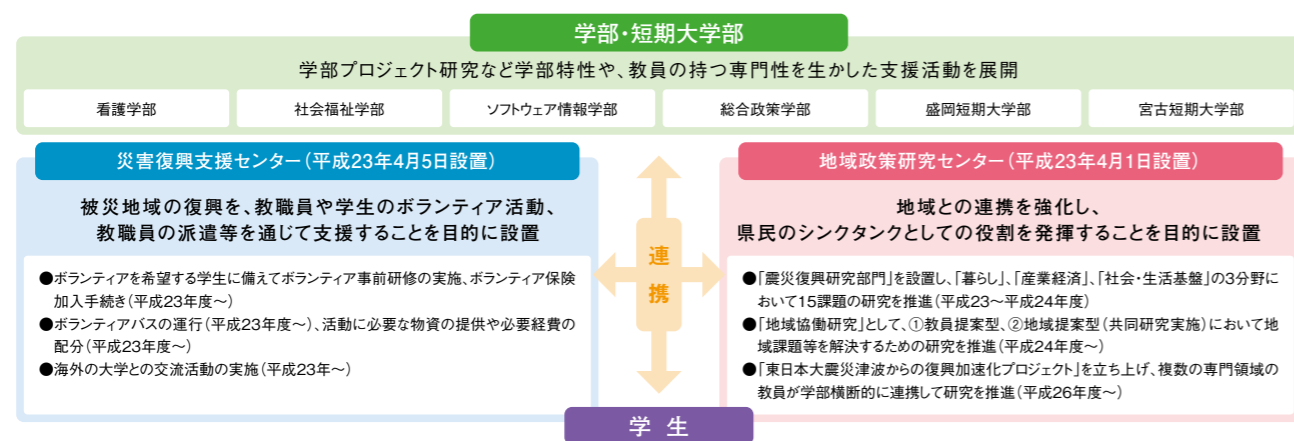 学部・短期大学部
学部プロジェクト研究など学部特性や、教員の持つ専門性を生かした支援活動を展開
看護学部
社会福祉学部
ソフトウェア情報学部
総合政策学部
盛岡短期大学部
宮古短期大学部
災害復興支援センター（平成23年4月5日設置）
被災地域の復興を、教職員や学生のボランティア活動、
教職員の派遣等を通じて支援することを目的に設置
●ボランティアを希望する学生に備えてボランティア事前研修の実施、ボランティア保険
加入手続き（平成23年度～）
●ボランティアバスの運行（平成23年度～）、活動に必要な物資の提供や必要経費の
配分（平成23年度～）
●海外の大学との交流活動の実施（平成23年～）
連
携
地域政策研究センター（平成23年4月1日設置）
地域との連携を強化し、
県民のシンクタンクとしての役割を発揮することを目的に設置
●「震災復興研究部門」を設置し、「暮らし」、「産業経済」、「社会・生活基盤」の3分野に
おいて15課題の研究を推進（平成23～平成24年度）
●「地域協働研究」として、①教員提案型、②地域提案型（共同研究実施）において地
域課題等を解決するための研究を推進（平成24年度～）
●「東日本大震災津波からの復興加速化プロジェクト」を立ち上げ、複数の専門領域の
教員が学部横断的に連携して研究を推進（平成26年度～）
学 生